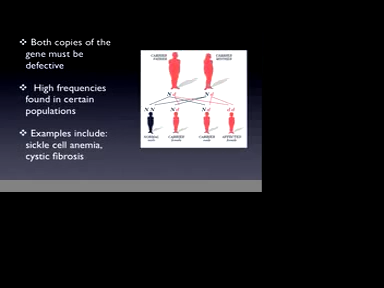 ❖ Both copies of the
gene must be
defective
❖ High frequencies
found in certain
populations
❖ Examples include:
sickle cell anemia,
cystic fibrosis
CARRIER CARRIER
FATHER MOTHER
N d N d
N N N d N d d d
NORMAL CARRIER CARRIER AFFECTED